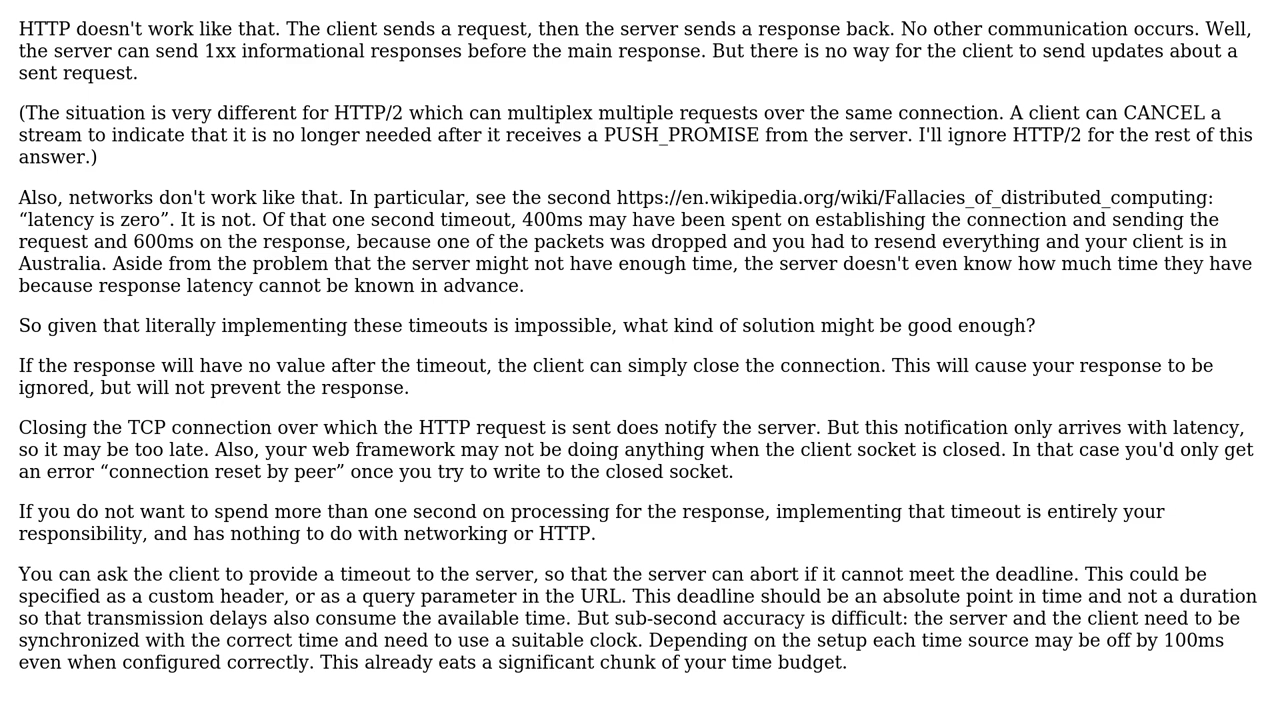 HTTP doesn't work like that. The client sends a request, then the server sends a response back. No other communication occurs. Well,
the server can send 1xx informational responses before the main response. But there is no way for the client to send updates about a
sent request.
(The situation is very different for HTTP/2 which can multiplex multiple requests over the same connection. A client can CANCEL a
stream to indicate that it is no longer needed after it receives a PUSH_PROMISE from the server. I'll ignore HTTP/2 for the rest of this
answer.)
Also, networks don't work like that. In particular, see the second https://en.wikipedia.org/wiki/Fallacies_of_distributed_computing:
“latency is zero”. It is not. Of that one second timeout, 400ms may have been spent on establishing the connection and sending the
request and 600ms on the response, because one of the packets was dropped and you had to resend everything and your client is in
Australia. Aside from the problem that the server might not have enough time, the server doesn't even know how much time they have
because response latency cannot be known in advance.
So given that literally implementing these timeouts is impossible, what kind of solution might be good enough?
If the response will have no value after the timeout, the client can simply close the connection. This will cause your response to be
ignored, but will not prevent the response.
Closing the TCP connection over which the HTTP request is sent does notify the server. But this notification only arrives with latency,
so it may be too late. Also, your web framework may not be doing anything when the client socket is closed. In that case you'd only get
an error “connection reset by peer” once you try to write to the closed socket.
If you do not want to spend more than one second on processing for the response, implementing that timeout is entirely your
responsibility, and has nothing to do with networking or HTTP.
You can ask the client to provide a timeout to the server, so that the server can abort if it cannot meet the deadline. This could be
specified as a custom header, or as a query parameter in the URL. This deadline should be an absolute point in time and not a duration
so that transmission delays also consume the available time. But sub-second accuracy is difficult: the server and the client need to be
synchronized with the correct time and need to use a suitable clock. Depending on the setup each time source may be off by 100ms
even when configured correctly. This already eats a significant chunk of your time budget.